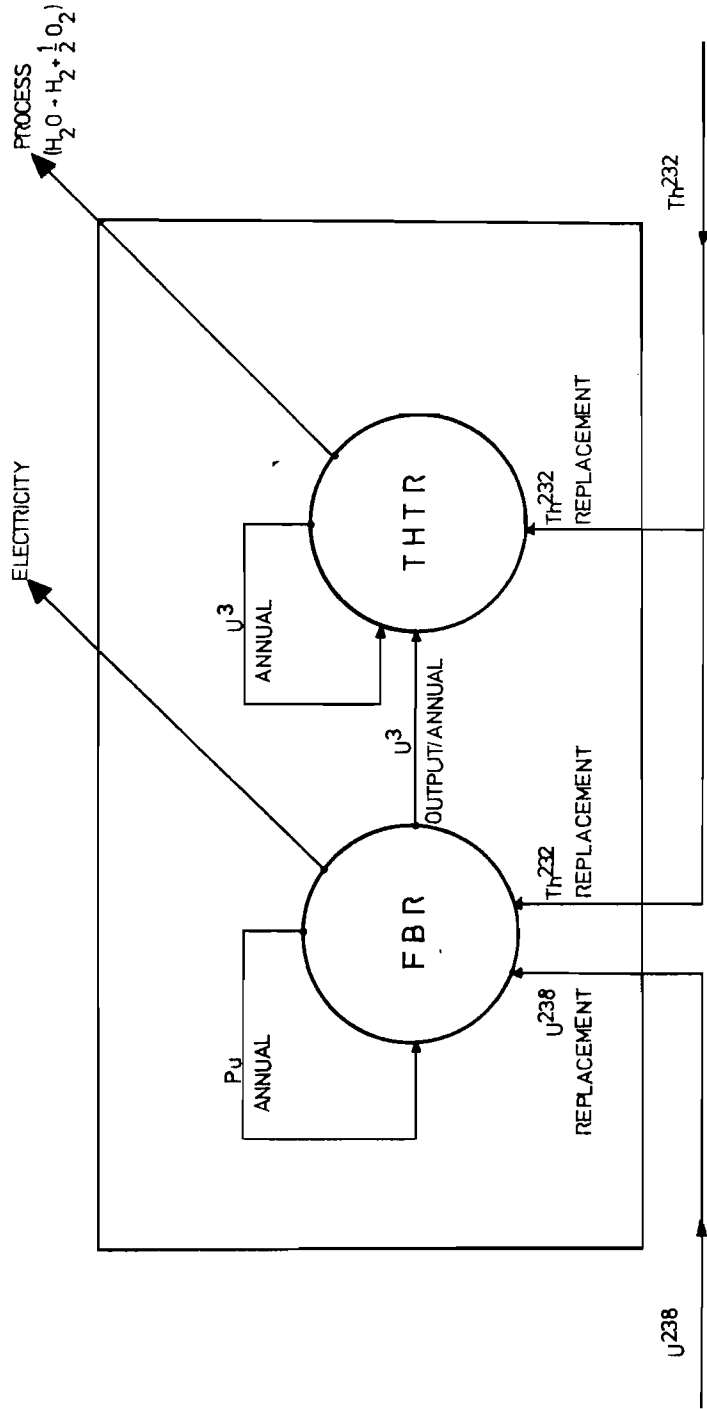 ELECTRICITY
PROCESS
(H2O → H2 + 1/2 O2)
Pu
ANNUAL
U3
ANNUAL
FBR
U3
OUTPUT/ANNUAL
THTR
U238
REPLACEMENT
Th232
REPLACEMENT
Th232
REPLACEMENT
U238
Th232